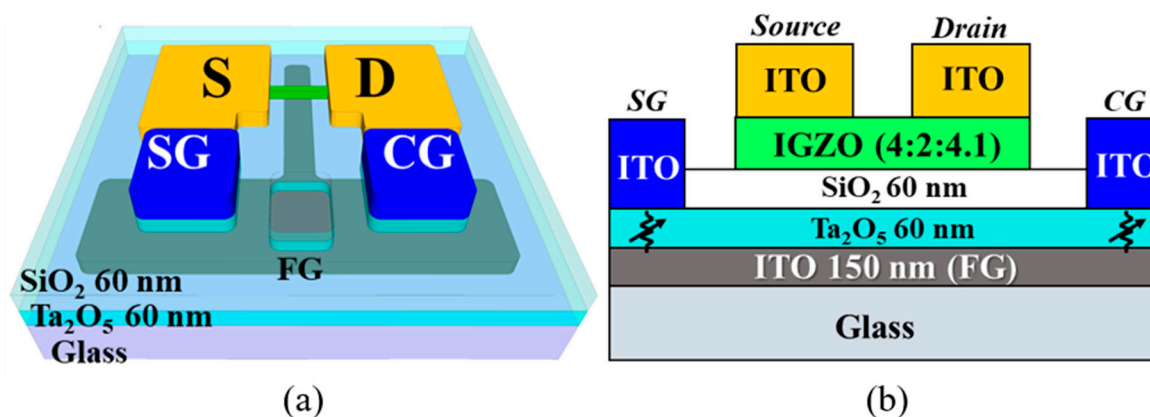 S
D
SG
CG
FG
SiO₂ 60 nm
Ta₂O₅ 60 nm
Glass
(a)
Source
Drain
ITO
ITO
SG
CG
ITO
IGZO (4:2:4.1)
ITO
SiO₂ 60 nm
Ta₂O₅ 60 nm
ITO 150 nm (FG)
Glass
(b)